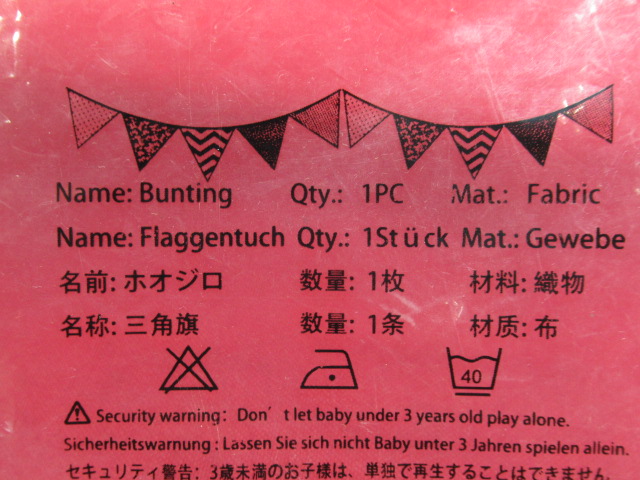 Name: Bunting Qty.: 1PC Mat.: Fabric
Name: Flaggentuch Qty.: 1Stück Mat.: Gewebe
名前: ホオジロ 数量: 1枚 材料: 織物
名称: 三角旗 数量: 1条 材质: 布
40
Security warning: Don't let baby under 3 years old play alone.
Sicherheitswarnung : Lassen Sie sich nicht Baby unter 3 Jahren spielen allein.
セキュリティ警告: 3歳未満のお子様は、単独で再生することはできません。